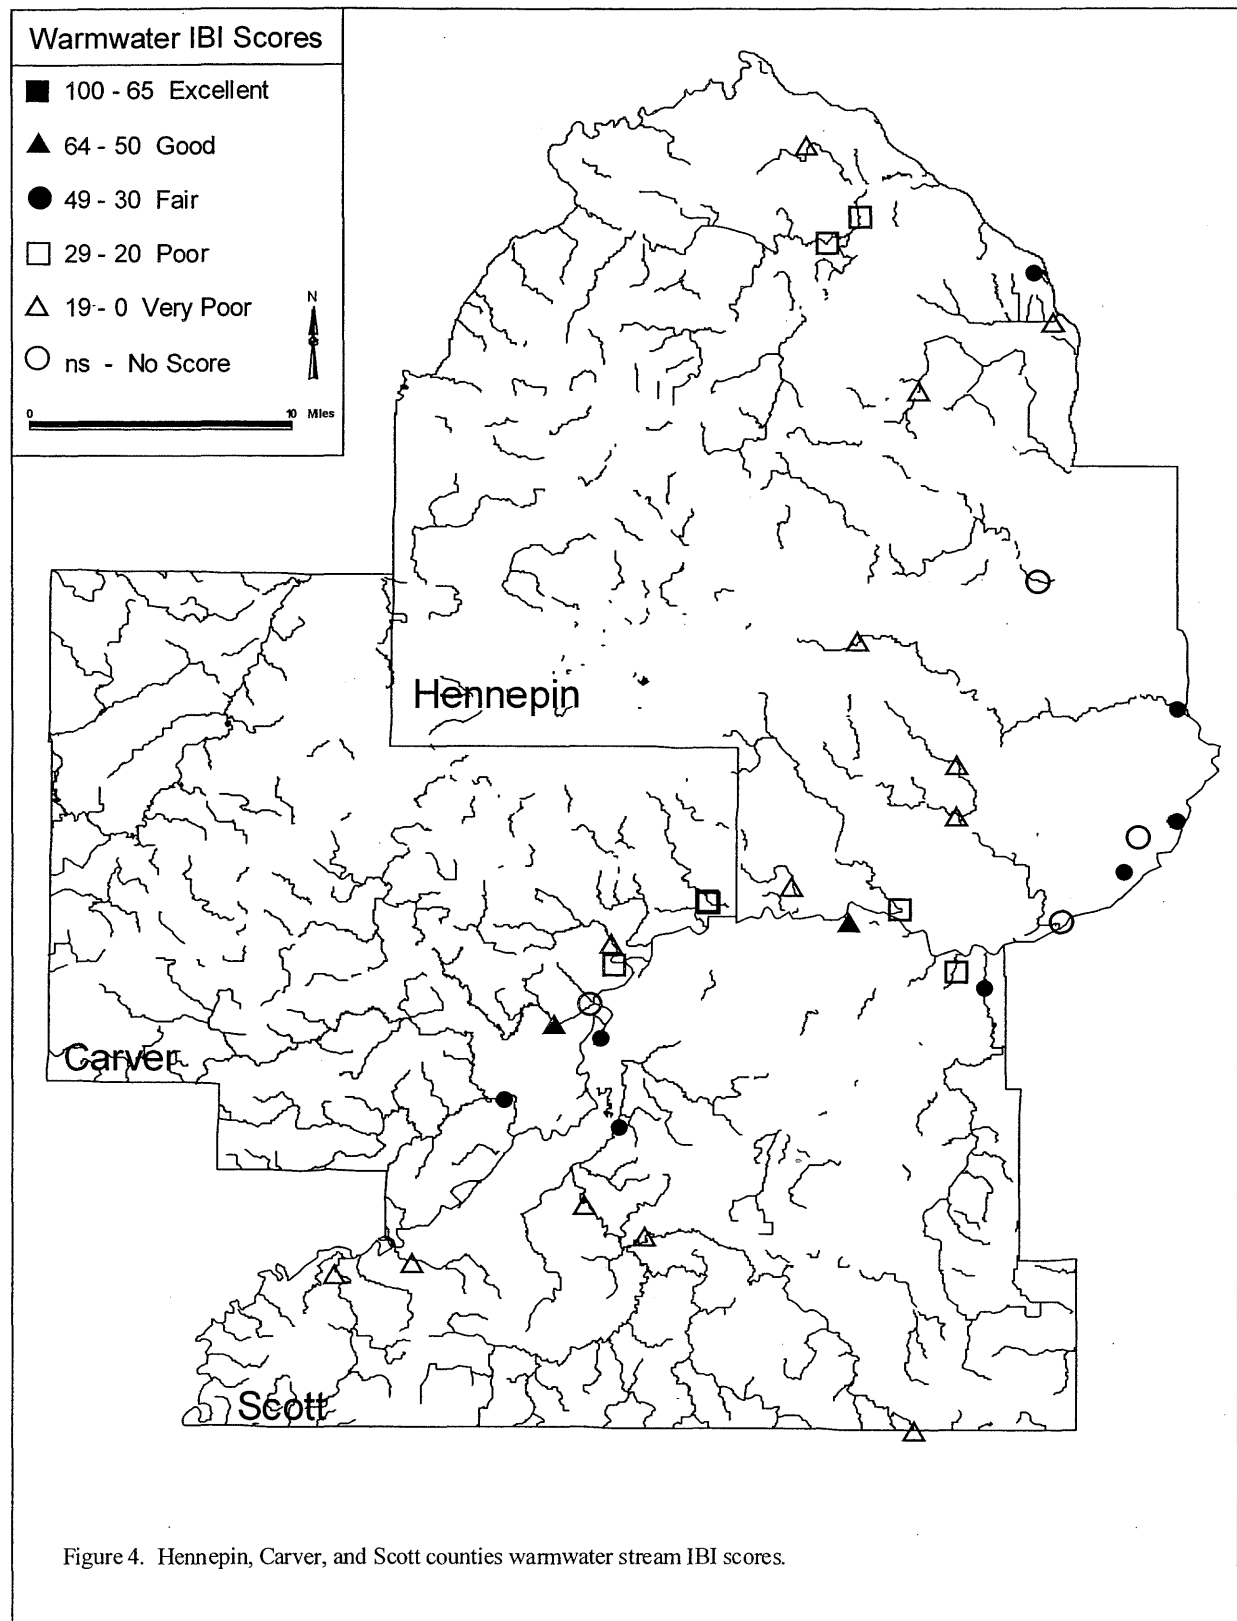 Warmwater IBI Scores
100 - 65 Excellent
64 - 50 Good
49 - 30 Fair
29 - 20 Poor
19 - 0 Very Poor
ns - No Score
N
0 10 Miles
Hennepin
Carver
Scott
Figure 4. Hennepin, Carver, and Scott counties warmwater stream IBI scores.